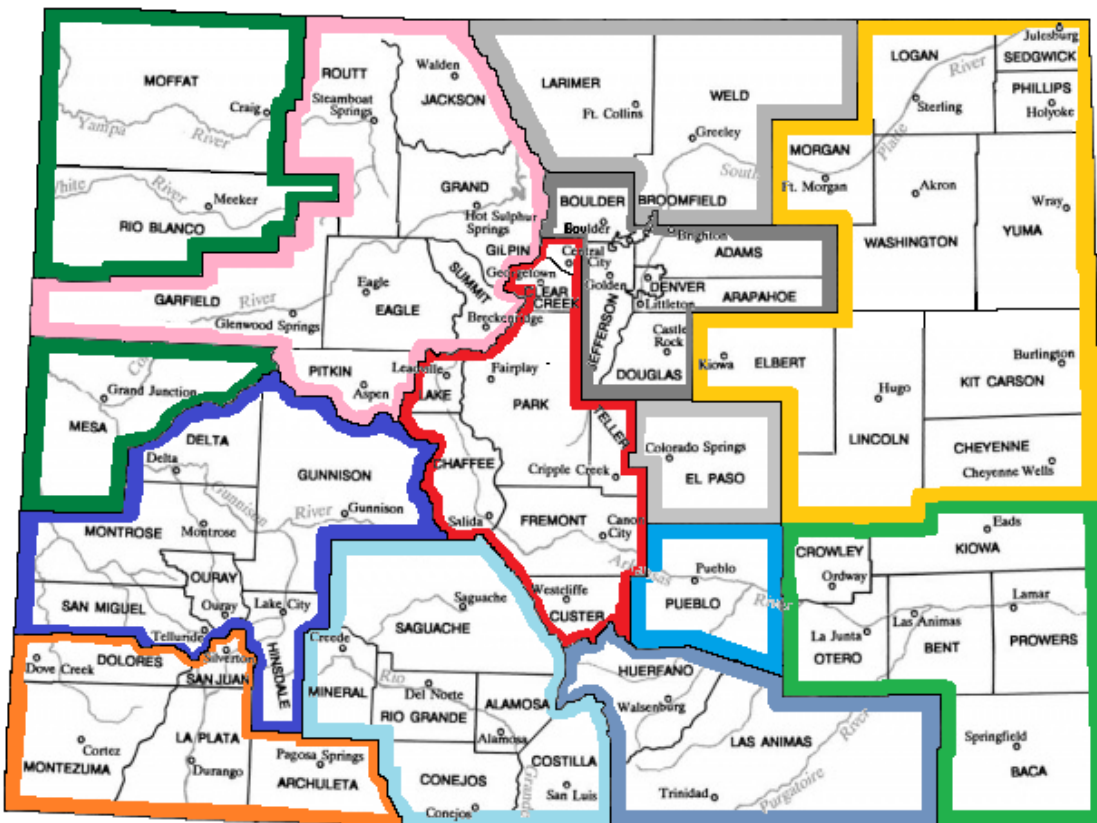 MOFFAT
Craig
Yampa
River
White
River
Meeker
RIO BLANCO
ROUTT
Steamboat
Springs
Walden
JACKSON
GRAND
Hot Sulphur
Springs
LARIMER
Ft. Collins
WELD
Greeley
South
Platte
River
LOGAN
Sterling
Julesburg
SEDGWICK
PHILLIPS
Holyoke
MORGAN
Ft. Morgan
Akron
WASHINGTON
Wray
YUMA
BOULDER
Boulder
BROOMFIELD
Brighton
ADAMS
GILPIN
Central
City
Georgetown
CLEAR
CREEK
Golden
JEFFERSON
DENVER
Littleton
ARAPAHOE
Castle
Rock
DOUGLAS
GARFIELD
River
Glenwood Springs
Eagle
EAGLE
SUMMIT
Breckenridge
PITKIN
Aspen
Leadville
LAKE
Fairplay
PARK
TELLER
Cripple Creek
Kiowa
ELBERT
Hugo
LINCOLN
Burlington
KIT CARSON
CHEYENNE
Cheyenne Wells
Grand Junction
MESA
DELTA
Delta
Gunnison
River
GUNNISON
Gunnison
CHAFFEE
Salida
FREMONT
Canon
City
Colorado Springs
EL PASO
MONTROSE
Montrose
OURAY
Ouray
SAN MIGUEL
Telluride
Lake City
HINSDALE
Westcliffe
CUSTER
Arkansas
River
Pueblo
PUEBLO
CROWLEY
Ordway
Eads
KIOWA
La Junta
OTERO
Las Animas
BENT
Lamar
PROWERS
Dove Creek
DOLORES
Silverton
SAN JUAN
Cortez
MONTEZUMA
LA PLATA
Durango
Pagosa Springs
ARCHULETA
Saguache
SAGUACHE
Creede
MINERAL
Rio
Grande
Del Norte
RIO GRANDE
ALAMOSA
Alamosa
CONEJOS
Conejos
COSTILLA
San Luis
HUERFANO
Walsenburg
LAS ANIMAS
Trinidad
Purgatoire
River
Springfield
BACA